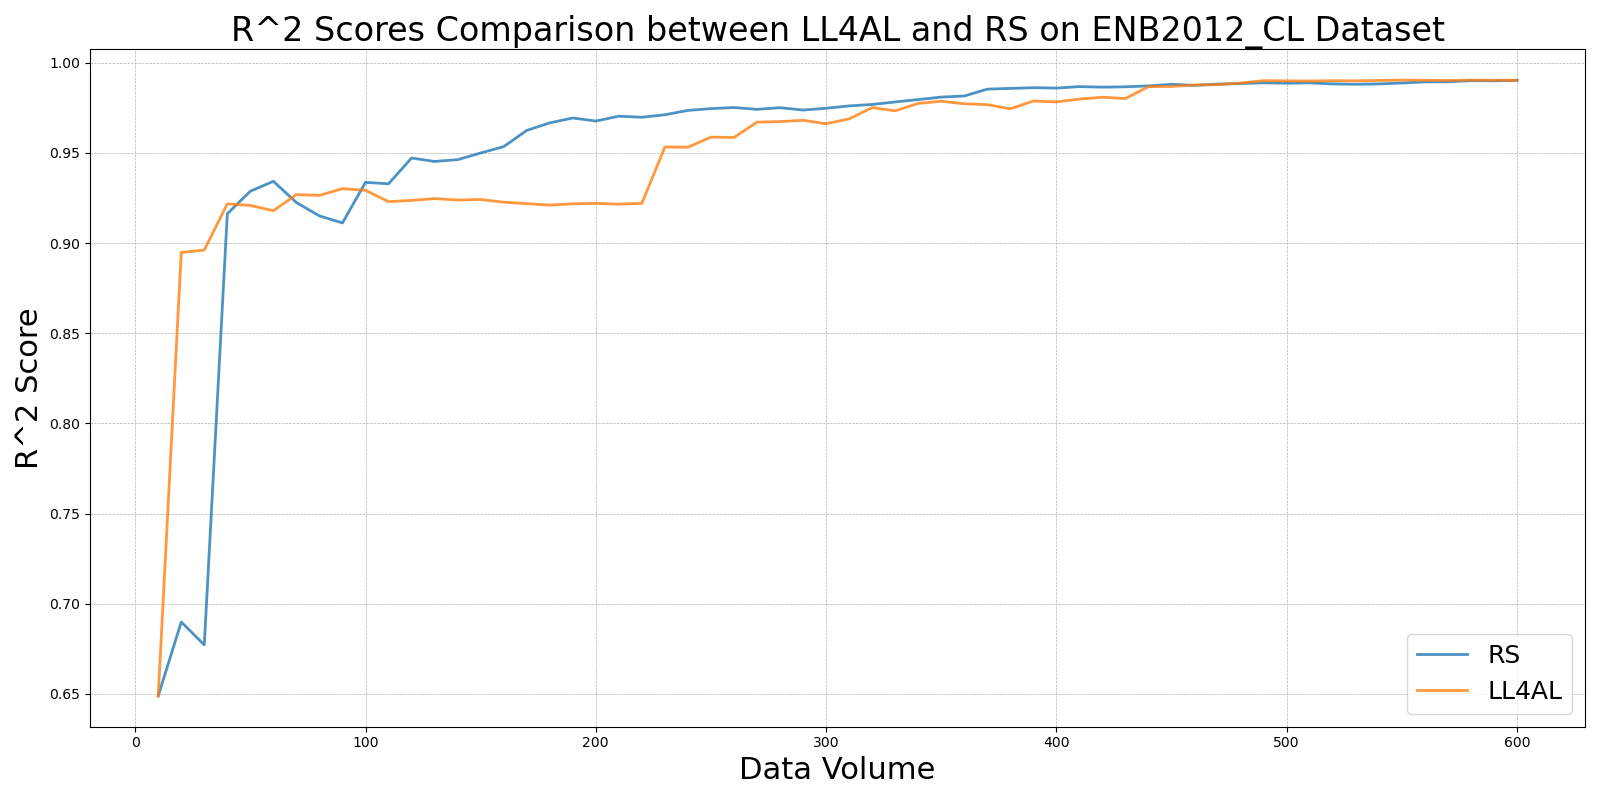 R^2 Scores Comparison between LL4AL and RS on ENB2012_CL Dataset
R^2 Score
1.00
0.95
0.90
0.85
0.80
0.75
0.70
0.65
0 100 200 300 400 500 600
Data Volume
RS
LL4AL